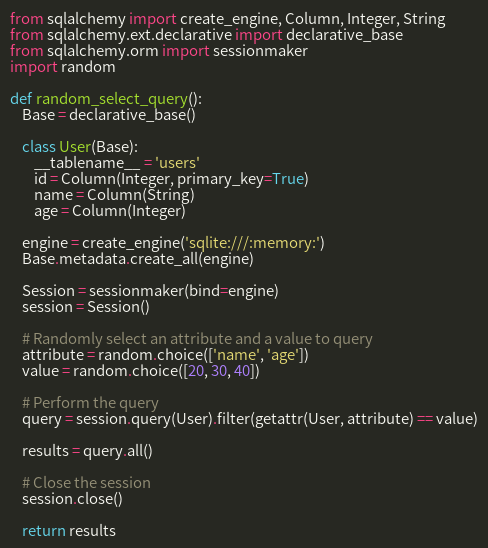 from sqlalchemy import create_engine, Column, Integer, String
from sqlalchemy.ext.declarative import declarative_base
from sqlalchemy.orm import sessionmaker
import random

def random_select_query():
    Base = declarative_base()

    class User(Base):
        __tablename__ = 'users'
        id = Column(Integer, primary_key=True)
        name = Column(String)
        age = Column(Integer)

    engine = create_engine('sqlite:///:memory:')
    Base.metadata.create_all(engine)

    Session = sessionmaker(bind=engine)
    session = Session()

    # Randomly select an attribute and a value to query
    attribute = random.choice(['name', 'age'])
    value = random.choice([20, 30, 40])

    # Perform the query
    query = session.query(User).filter(getattr(User, attribute) == value)

    results = query.all()

    # Close the session
    session.close()

    return results